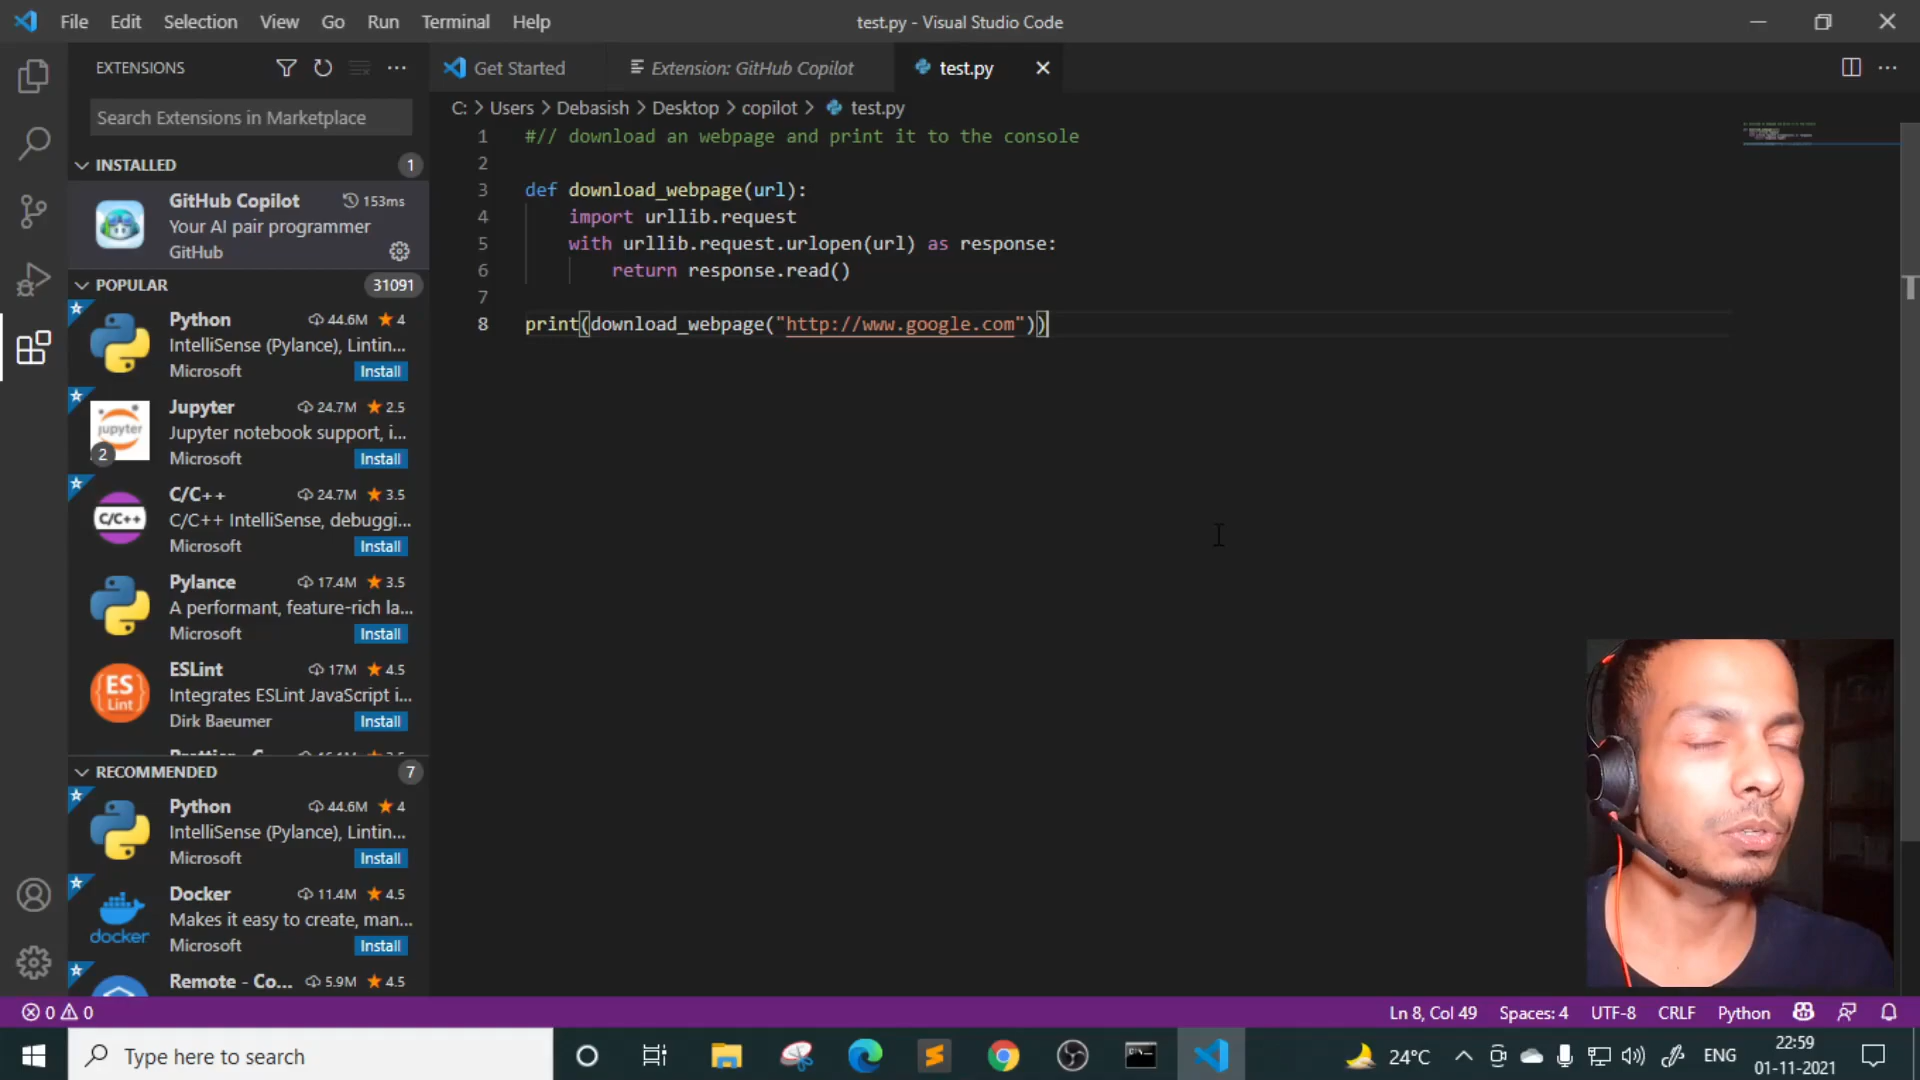 File Edit Selection View Go Run Terminal Help
test.py - Visual Studio Code
EXTENSIONS
Search Extensions in Marketplace
INSTALLED 1
GitHub Copilot 153ms
Your AI pair programmer
GitHub
POPULAR 31091
Python 44.6M 4
IntelliSense (Pylance), Lintin...
Microsoft Install
Jupyter 24.7M 2.5
jupyter
Jupyter notebook support, i...
2
Microsoft Install
C/C++ 24.7M 3.5
C/C++
C/C++ IntelliSense, debuggi...
Microsoft Install
Pylance 17.4M 3.5
A performant, feature-rich la...
Microsoft Install
ESLint 17M 4.5
ES
Lint
Integrates ESLint JavaScript i...
Dirk Baeumer Install
RECOMMENDED 7
Python 44.6M 4
IntelliSense (Pylance), Lintin...
Microsoft Install
Docker 11.4M 4.5
Makes it easy to create, man...
docker
Microsoft Install
Remote - Co... 5.9M 4.5
Get Started
Extension: GitHub Copilot
test.py
C: > Users > Debasish > Desktop > copilot > test.py
1 #// download an webpage and print it to the console
2
3 def download_webpage(url):
4 import urllib.request
5 with urllib.request.urlopen(url) as response:
6 return response.read()
7
8 print(download_webpage("http://www.google.com"))
0 0
Ln 8, Col 49 Spaces: 4 UTF-8 CRLF Python
Type here to search
24°C
ENG
22:59
01-11-2021